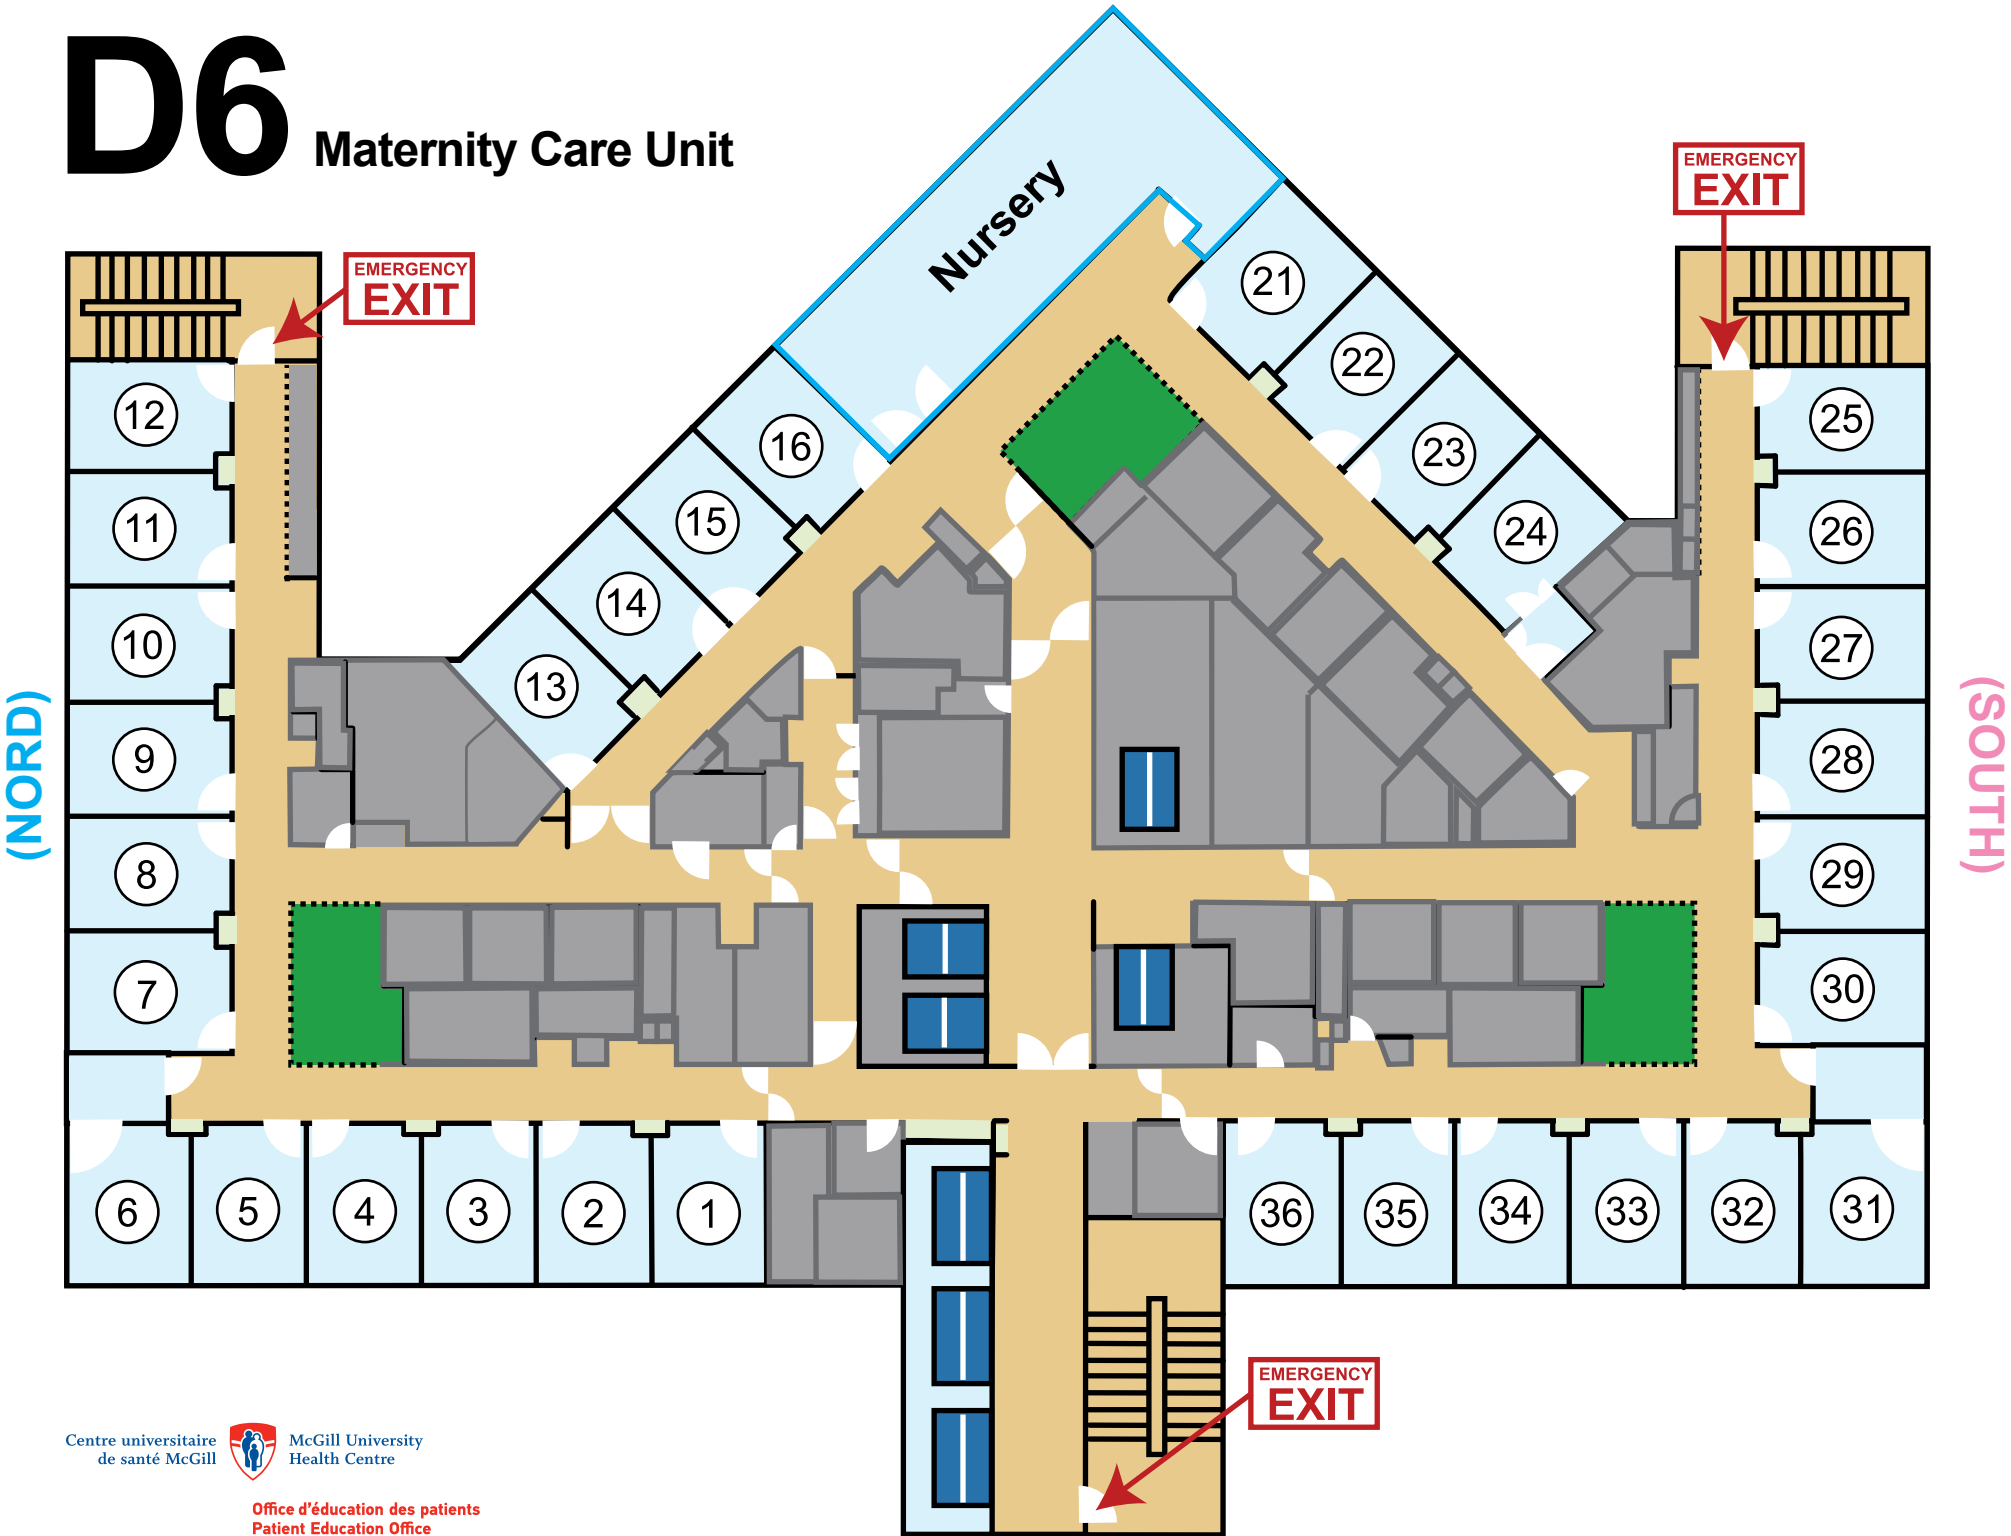 D6 Maternity Care Unit
Nursery
EMERGENCY
EXIT
EMERGENCY
EXIT
21
22
23
24
25
26
27
28
29
30
12
11
10
9
8
7
16
15
14
13
(NORD)
(SOUTH)
6
5
4
3
2
1
36
35
34
33
32
31
EMERGENCY
EXIT
Centre universitaire
de santé McGill
McGill University
Health Centre
Office d'éducation des patients
Patient Education Office